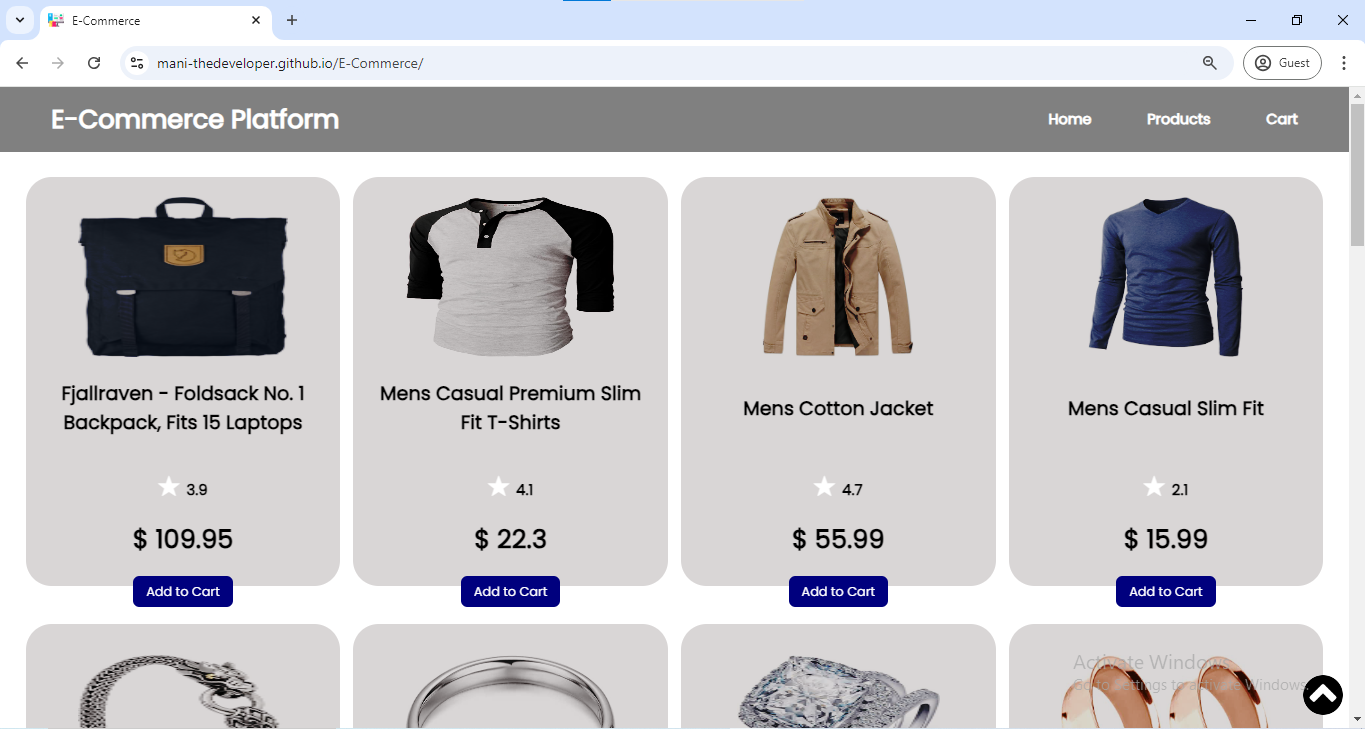 E-Commerce
mani-thedeveloper.github.io/E-Commerce/
Guest
E-Commerce Platform
Home
Products
Cart
Fjallraven - Foldsack No. 1
Backpack, Fits 15 Laptops
3.9
$ 109.95
Add to Cart
Mens Casual Premium Slim
Fit T-Shirts
4.1
$ 22.3
Add to Cart
Mens Cotton Jacket
4.7
$ 55.99
Add to Cart
Mens Casual Slim Fit
2.1
$ 15.99
Add to Cart
Activate Windows
Go to Settings to activate Windows.